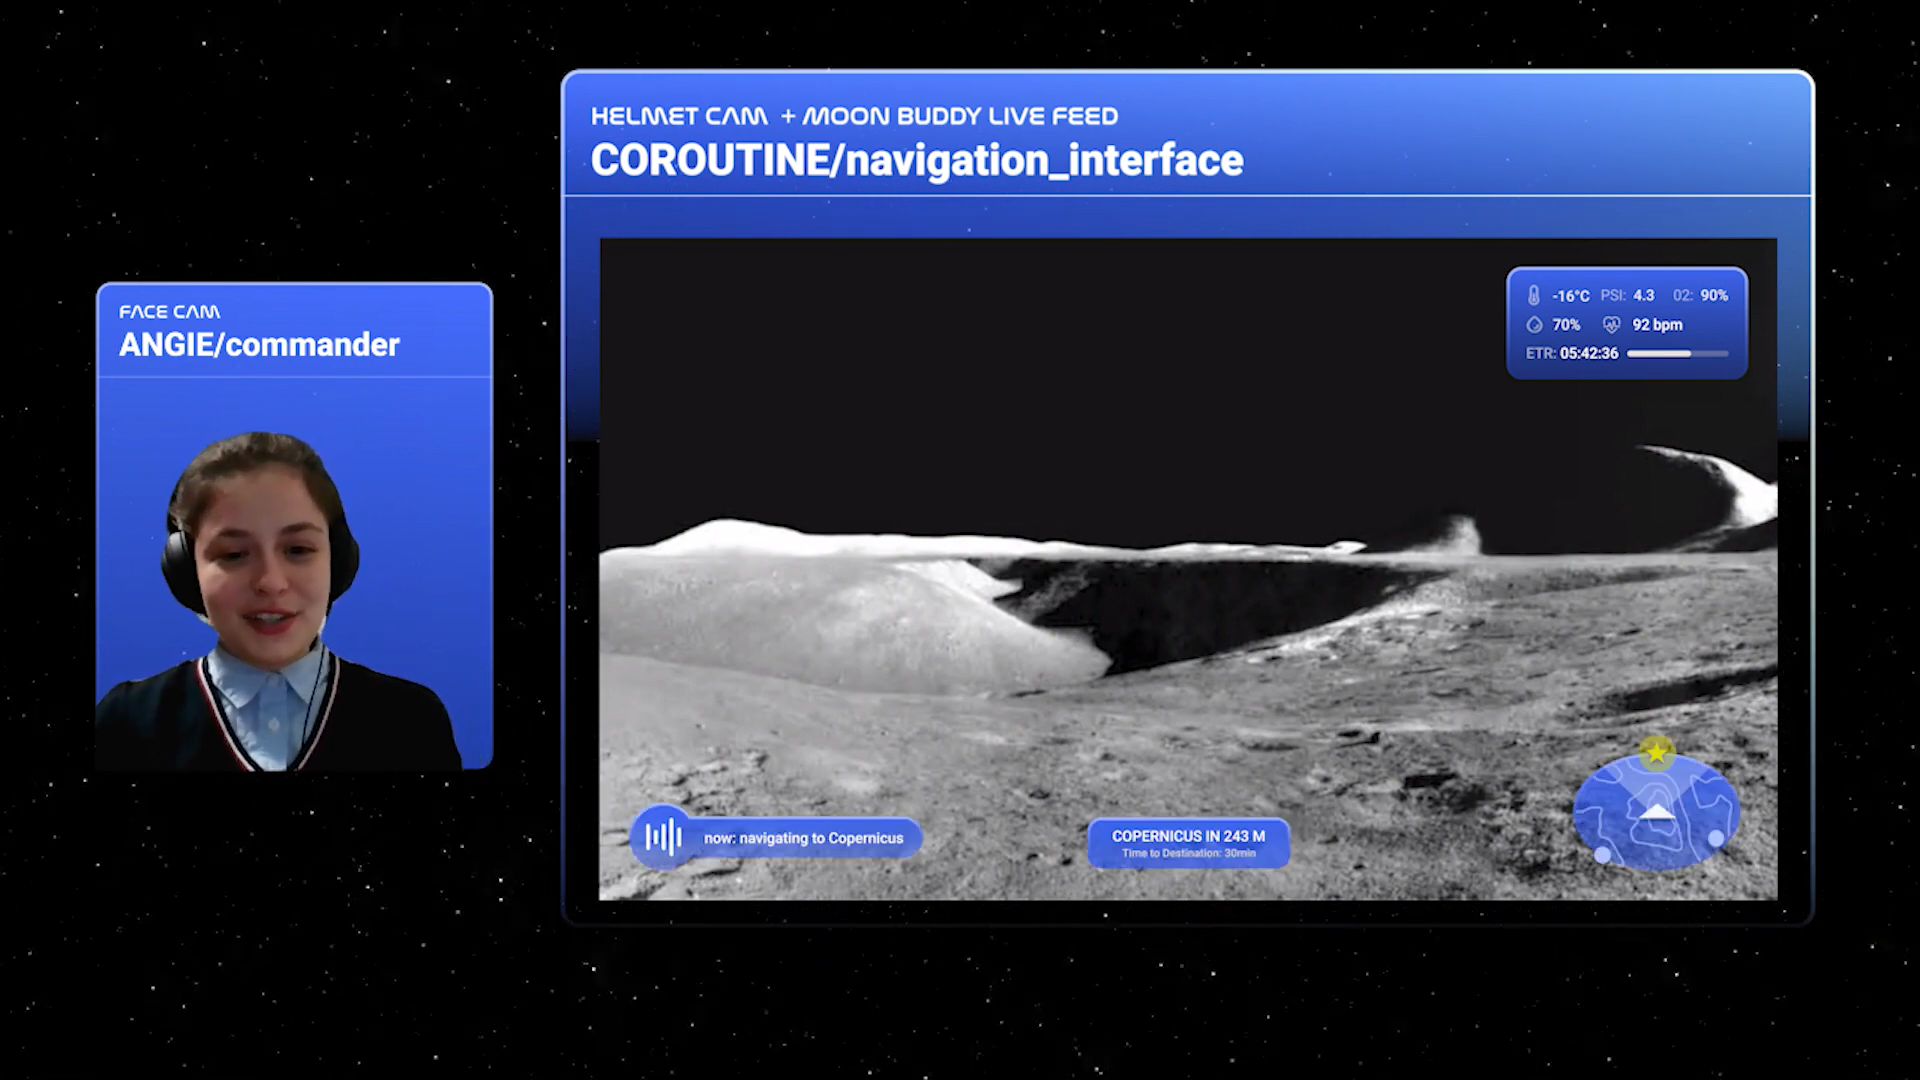 HELMET CAM + MOON BUDDY LIVE FEED
COROUTINE/navigation_interface
FACE CAM
ANGIE/commander
-16°C PSI: 4.3 02: 90%
70% 92 bpm
ETR: 05:42:36
now: navigating to Copernicus
COPERNICUS IN 243 M
Time to Destination: 30min